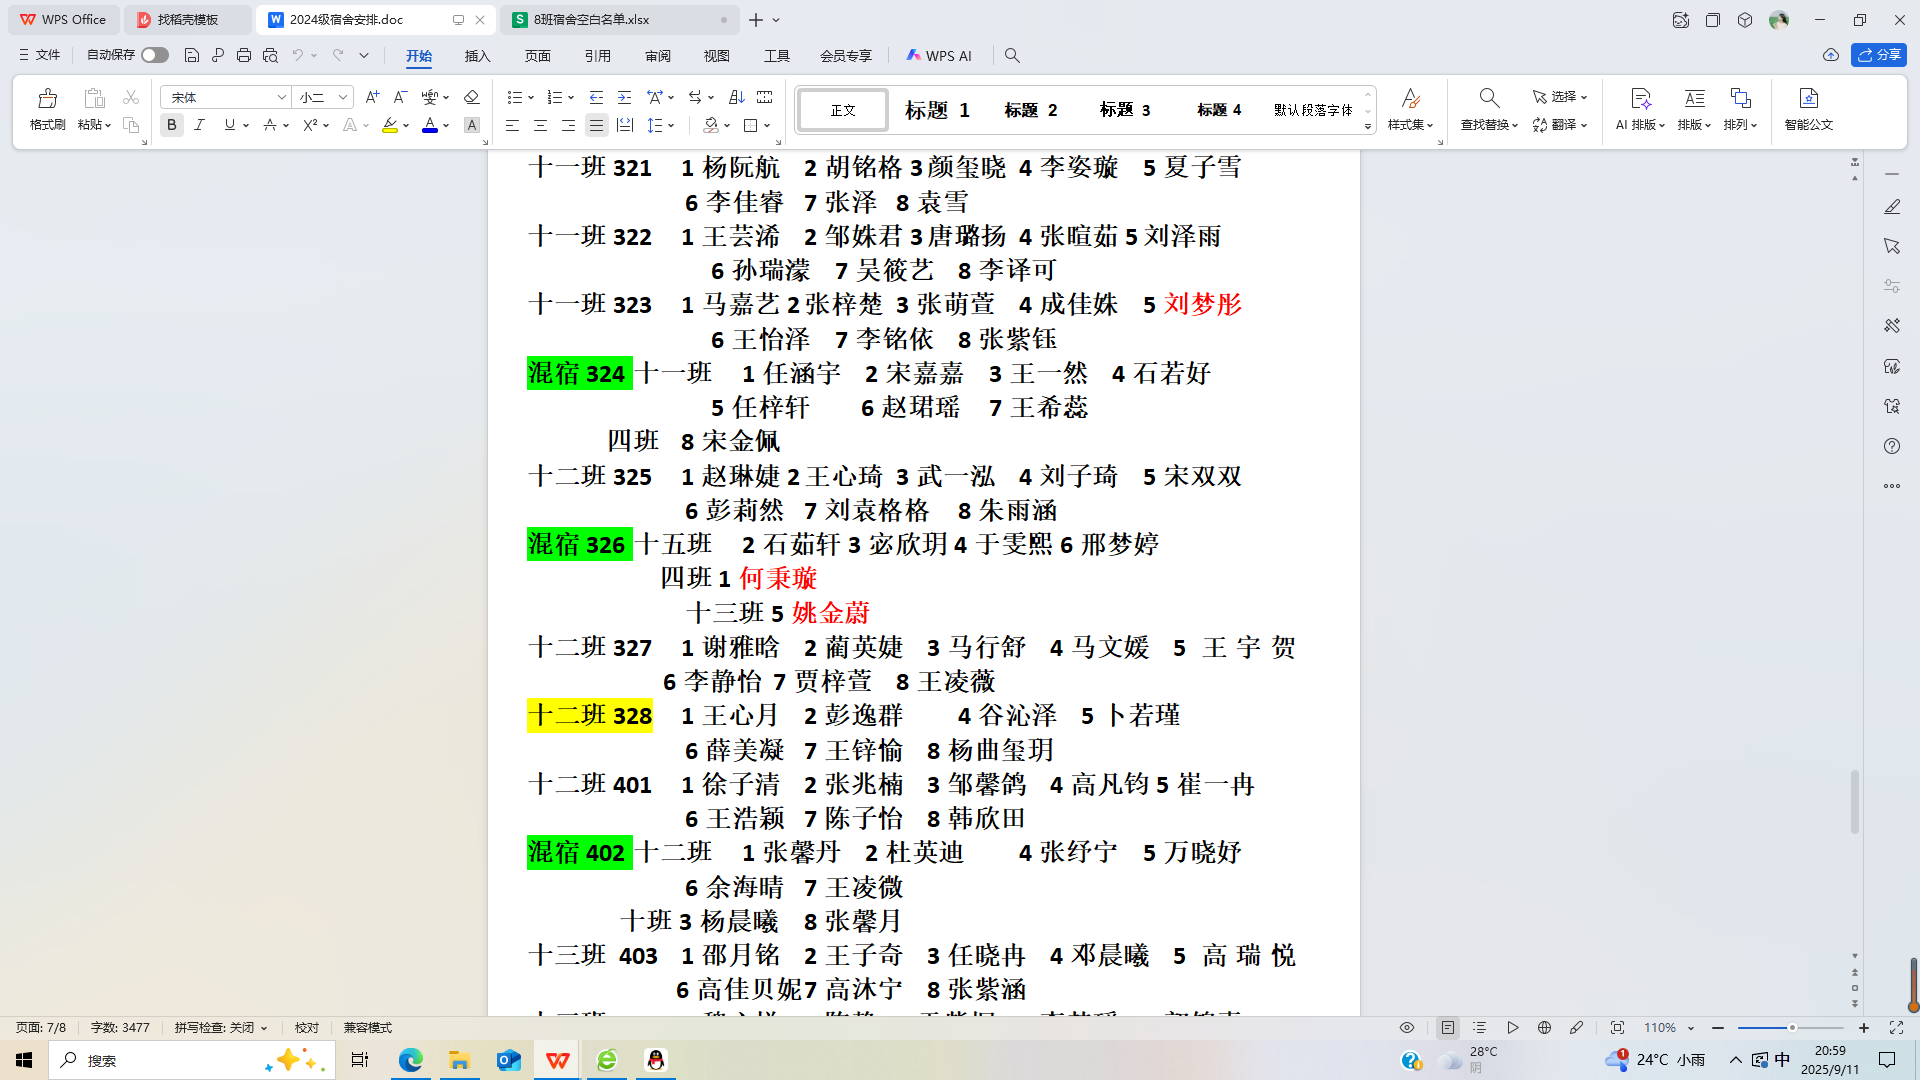 WPS Office 找稻壳模板 2024级宿舍安排.doc 8班宿舍空白名单.xlsx
文件 自动保存 开始 插入 页面 引用 审阅 视图 工具 会员专享 WPS AI 分享
宋体 小二 正文 标题 1 标题 2 标题 3 标题 4 默认段落字体 选择
格式刷 粘贴 样式集 查找替换 翻译 AI 排版 排版 排列 智能公文
十一班 321 1 杨阮航 2 胡铭格 3 颜玺晓 4 李姿璇 5 夏子雪
6 李佳睿 7 张泽 8 袁雪
十一班 322 1 王芸浠 2 邹姝君 3 唐璐扬 4 张暄茹 5 刘泽雨
6 孙瑞濛 7 吴筱艺 8 李译可
十一班 323 1 马嘉艺 2 张梓楚 3 张萌萱 4 成佳姝 5 刘梦彤
6 王怡泽 7 李铭依 8 张紫钰
混宿 324 十一班 1 任涵宇 2 宋嘉嘉 3 王一然 4 石若好
5 任梓轩 6 赵珺瑶 7 王希蕊
四班 8 宋金佩
十二班 325 1 赵琳婕 2 王心琦 3 武一泓 4 刘子琦 5 宋双双
6 彭莉然 7 刘袁格格 8 朱雨涵
混宿 326 十五班 2 石茹轩 3 宓欣玥 4 于雯熙 6 邢梦婷
四班 1 何秉璇
十三班 5 姚金蔚
十二班 327 1 谢雅晗 2 蔺英婕 3 马行舒 4 马文媛 5 王 宇 贺
6 李静怡 7 贾梓萱 8 王凌薇
十二班 328 1 王心月 2 彭逸群 4 谷沁泽 5 卜若瑾
6 薛美凝 7 王锌愉 8 杨曲玺玥
十二班 401 1 徐子清 2 张兆楠 3 邹馨鸽 4 高凡钧 5 崔一冉
6 王浩颖 7 陈子怡 8 韩欣田
混宿 402 十二班 1 张馨丹 2 杜英迪 4 张纾宁 5 万晓妤
6 余海晴 7 王凌微
十班 3 杨晨曦 8 张馨月
十三班 403 1 邵月铭 2 王子奇 3 任晓冉 4 邓晨曦 5 高 瑞 悦
6 高佳贝妮 7 高沐宁 8 张紫涵
页面: 7/8 字数: 3477 拼写检查: 关闭 校对 兼容模式 110%
搜索 28°C 阴 1 24°C 小雨 中 20:59 2025/9/11